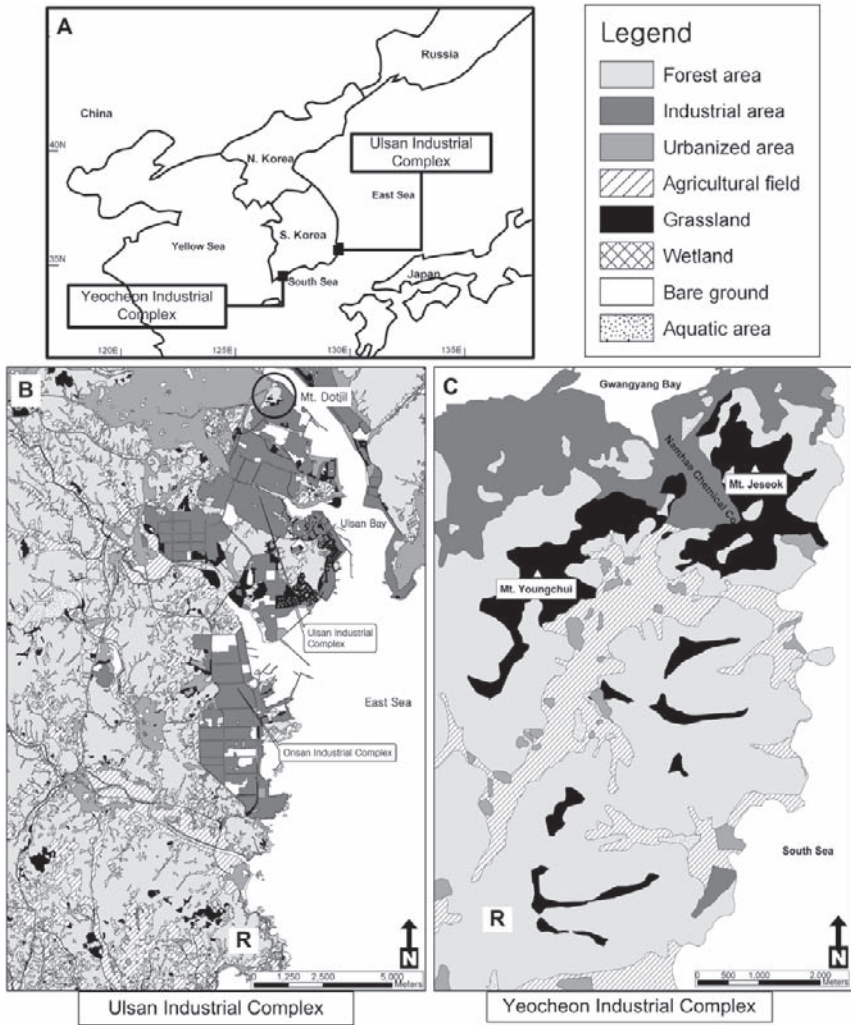 A
Russia
China
40N
N. Korea
Ulsan Industrial
Complex
East Sea
S. Korea
Yellow Sea
35N
Japan
South Sea
Yeocheon Industrial
Complex
120E
125E
130E
135E
Legend
Forest area
Industrial area
Urbanized area
Agricultural field
Grassland
Wetland
Bare ground
Aquatic area
B
Mt. Dotjil
Ulsan Bay
Ulsan Industrial
Complex
East Sea
Onsan Industrial Complex
R
N
0 1,250 2,500 5,000
Meters
Ulsan Industrial Complex
C
Gwangyang Bay
Namhae Chemical Co.
Mt. Jeseok
Mt. Youngchui
South Sea
R
N
0 500 1,000 2,000
Meters
Yeocheon Industrial Complex